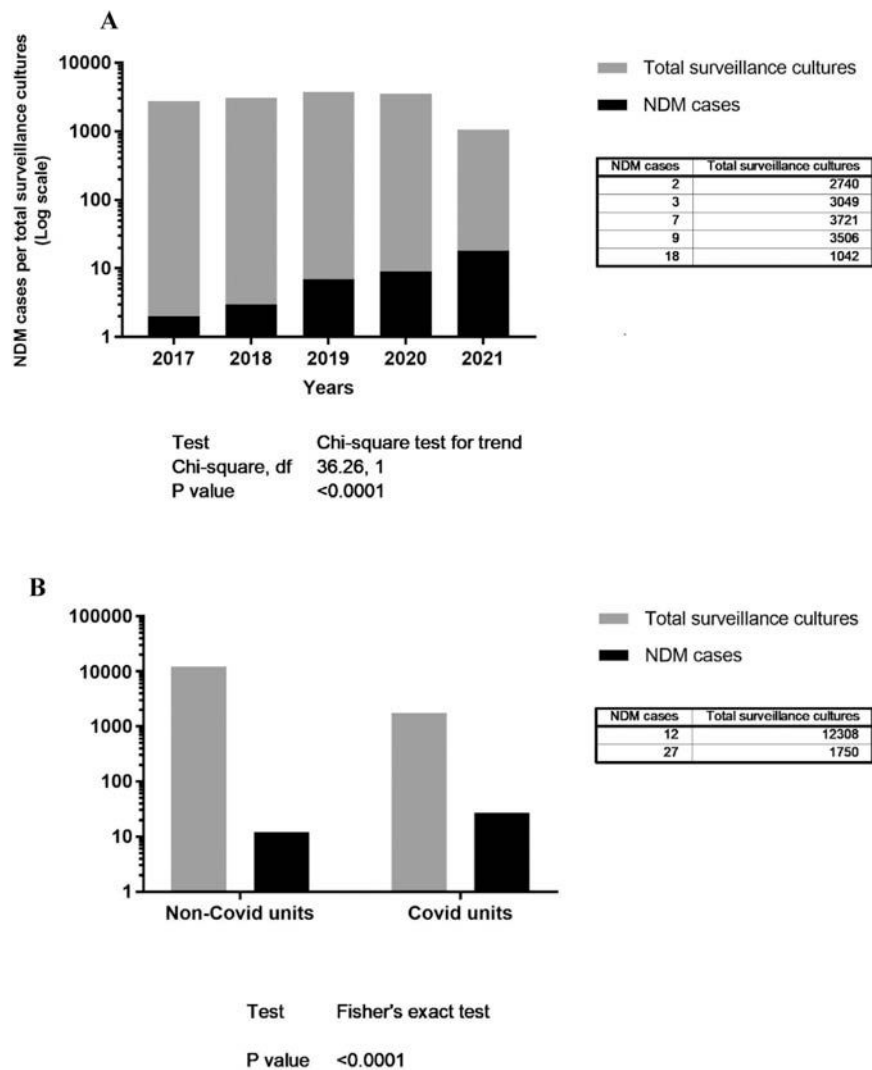 A
NDM cases per total surveillance cultures
(Log scale)
10000
1000
100
10
1
2017 2018 2019 2020 2021
Years
Total surveillance cultures
NDM cases
NDM cases Total surveillance cultures
2 2740
3 3049
7 3721
9 3506
18 1042
Test Chi-square test for trend
Chi-square, df 36.26, 1
P value <0.0001
B
100000
10000
1000
100
10
1
Non-Covid units Covid units
Total surveillance cultures
NDM cases
NDM cases Total surveillance cultures
12 12308
27 1750
Test Fisher's exact test
P value <0.0001